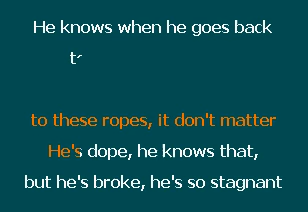 He knows when he goes back
to these ropes, it don't matter
He's dope, he knows that,
but he's broke, he's so stagnant